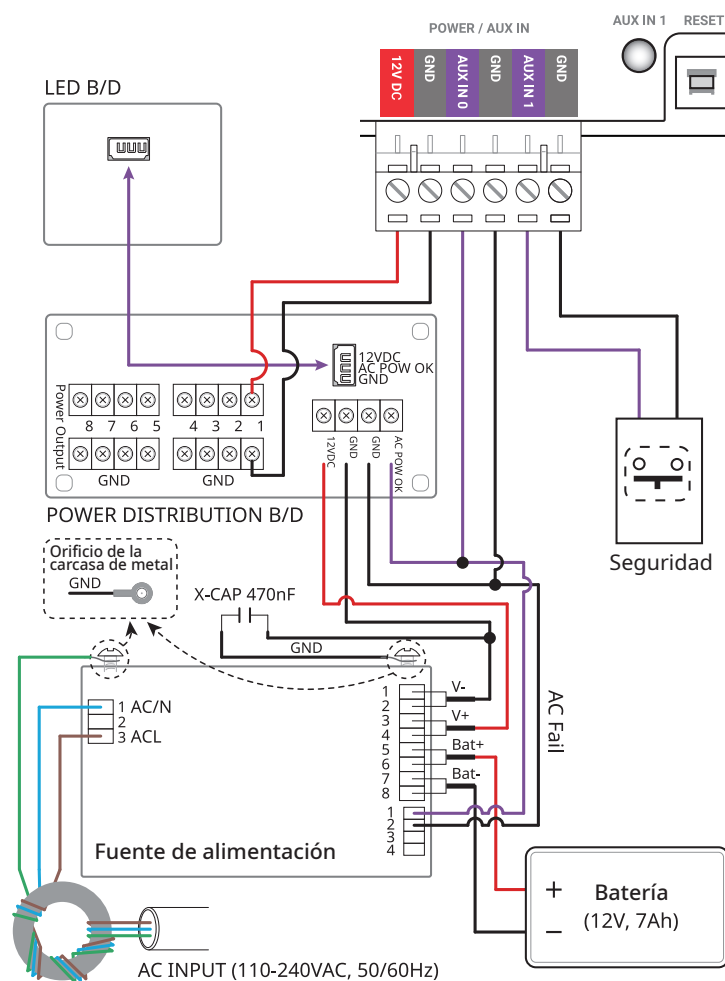 POWER / AUX IN
AUX IN 1 RESET
12V DC
GND
AUX IN 0
GND
AUX IN 1
GND
LED B/D
12VDC
AC POW OK
GND
Power Output
8 7 6 5
4 3 2 1
GND
GND
12VDC
GND
GND
AC POW OK
POWER DISTRIBUTION B/D
Seguridad
Orificio de la
carcasa de metal
GND
X-CAP 470nF
GND
1 AC/N
2
3 ACL
1
2
3
4
5
6
7
8
V-
V+
Bat+
Bat-
1
2
3
4
AC Fail
Fuente de alimentación
+
−
Batería
(12V, 7Ah)
AC INPUT (110-240VAC, 50/60Hz)